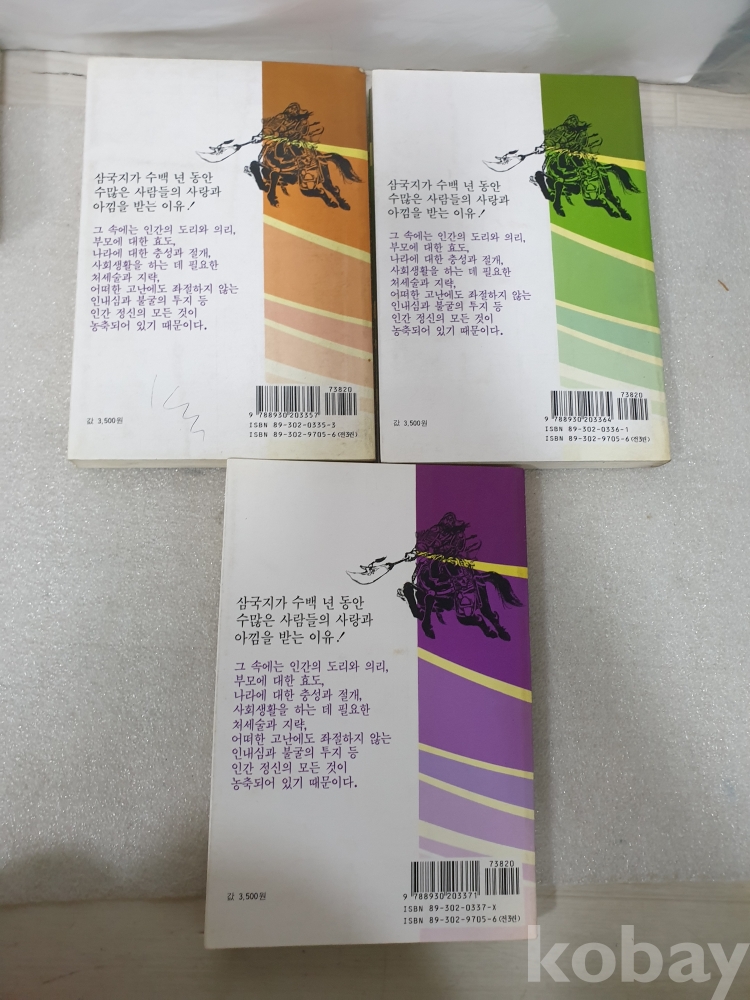 삼국지가 수백 년 동안
수많은 사람들의 사랑과
아낌을 받는 이유!
그 속에는 인간의 도리와 의리,
부모에 대한 효도,
나라에 대한 충성과 절개,
사회생활을 하는 데 필요한
처세술과 지략,
어떠한 고난에도 좌절하지 않는
인내심과 불굴의 투지 등
인간 정신의 모든 것이
농축되어 있기 때문이다.
값 3,500원
73820
9 788930 203357
ISBN 89-302-0335-3
ISBN 89-302-9705-6 (전3권)
삼국지가 수백 년 동안
수많은 사람들의 사랑과
아낌을 받는 이유!
그 속에는 인간의 도리와 의리,
부모에 대한 효도,
나라에 대한 충성과 절개,
사회생활을 하는 데 필요한
처세술과 지략,
어떠한 고난에도 좌절하지 않는
인내심과 불굴의 투지 등
인간 정신의 모든 것이
농축되어 있기 때문이다.
값 3,500원
73820
9 788930 203364
ISBN 89-302-0336-1
ISBN 89-302-9705-6 (전3권)
삼국지가 수백 년 동안
수많은 사람들의 사랑과
아낌을 받는 이유!
그 속에는 인간의 도리와 의리,
부모에 대한 효도,
나라에 대한 충성과 절개,
사회생활을 하는 데 필요한
처세술과 지략,
어떠한 고난에도 좌절하지 않는
인내심과 불굴의 투지 등
인간 정신의 모든 것이
농축되어 있기 때문이다.
값 3,500원
73820
9 788930 203371
ISBN 89-302-0337-X
ISBN 89-302-9705-6 (전3권)
kobay